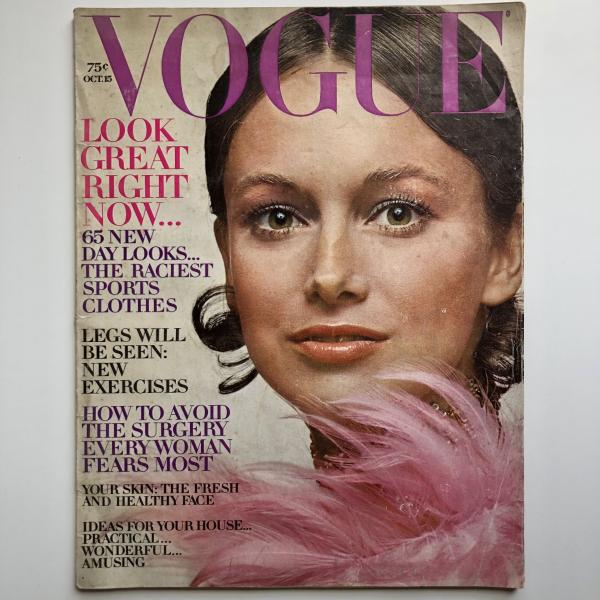 VOGUE
75¢
OCT.15
LOOK
GREAT
RIGHT
NOW...
65 NEW
DAY LOOKS...
THE RACIEST
SPORTS
CLOTHES
LEGS WILL
BE SEEN:
NEW
EXERCISES
HOW TO AVOID
THE SURGERY
EVERY WOMAN
FEARS MOST
YOUR SKIN: THE FRESH
AND HEALTHY FACE
IDEAS FOR YOUR HOUSE...
PRACTICAL...
WONDERFUL...
AMUSING